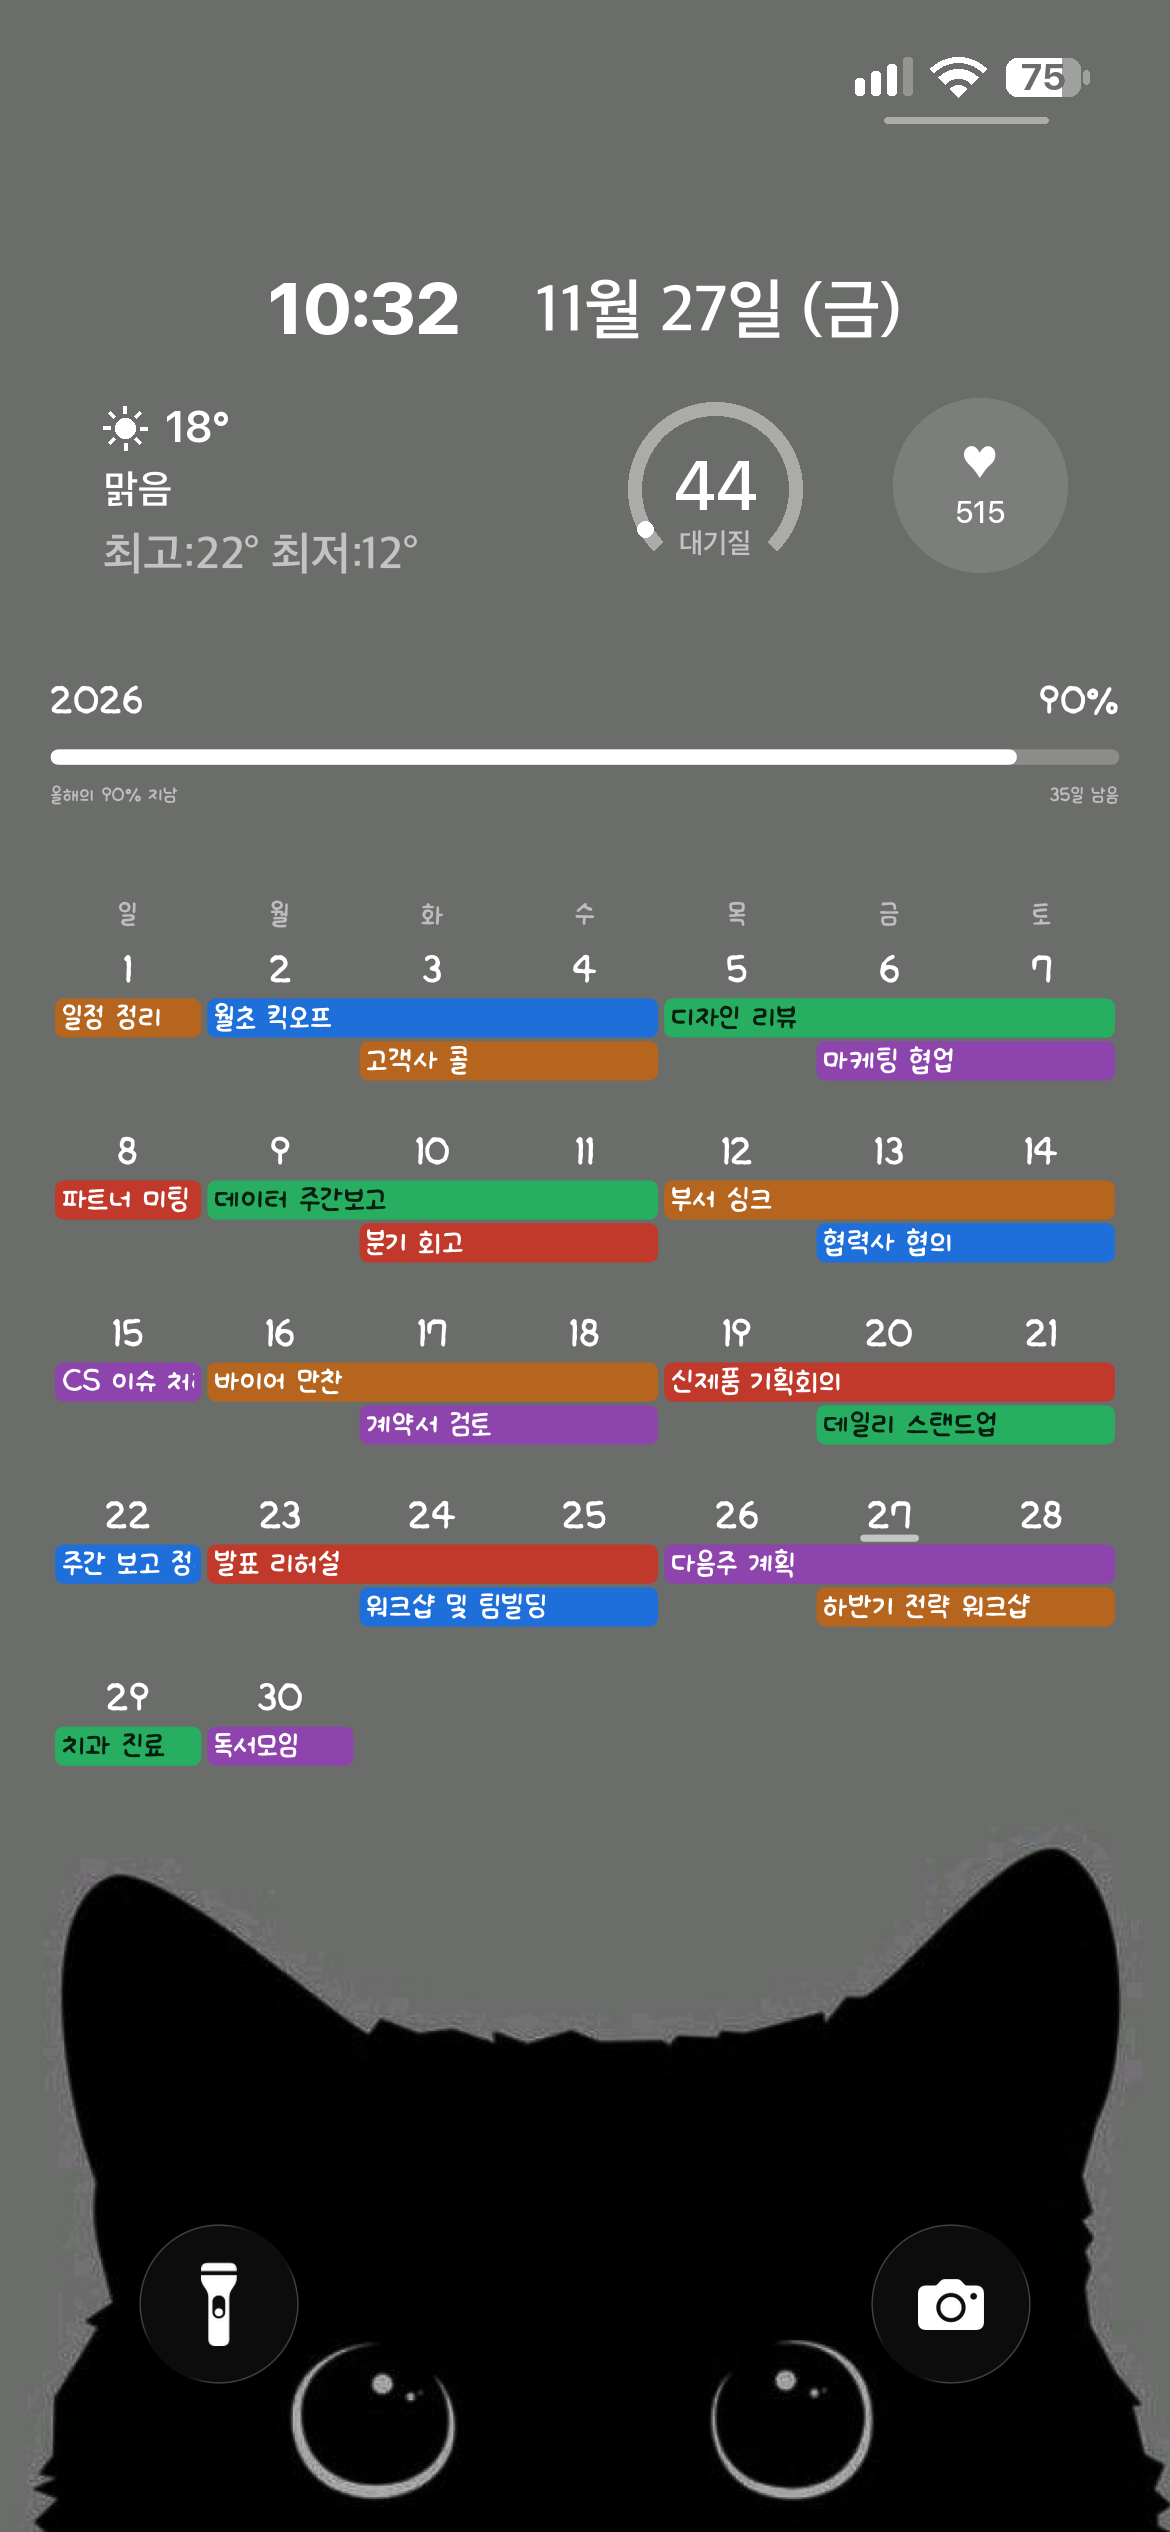 75
10:32 11월 27일 (금)
18°
맑음
최고:22° 최저:12°
44
대기질
515
2026 90%
올해의 90% 지남 35일 남음
일 월 화 수 목 금 토
1 2 3 4 5 6 7
일정 정리 월초 킥오프 디자인 리뷰
고객사 콜 마케팅 협업
8 9 10 11 12 13 14
파트너 미팅 데이터 주간보고 부서 싱크
분기 회고 협력사 협의
15 16 17 18 19 20 21
CS 이슈 바이어 만찬 신제품 기획회의
계약서 검토 데일리 스탠드업
22 23 24 25 26 27 28
주간 보고 정 발표 리허설 다음주 계획
워크샵 및 팀빌딩 하반기 전략 워크샵
29 30
치과 진료 독서모임